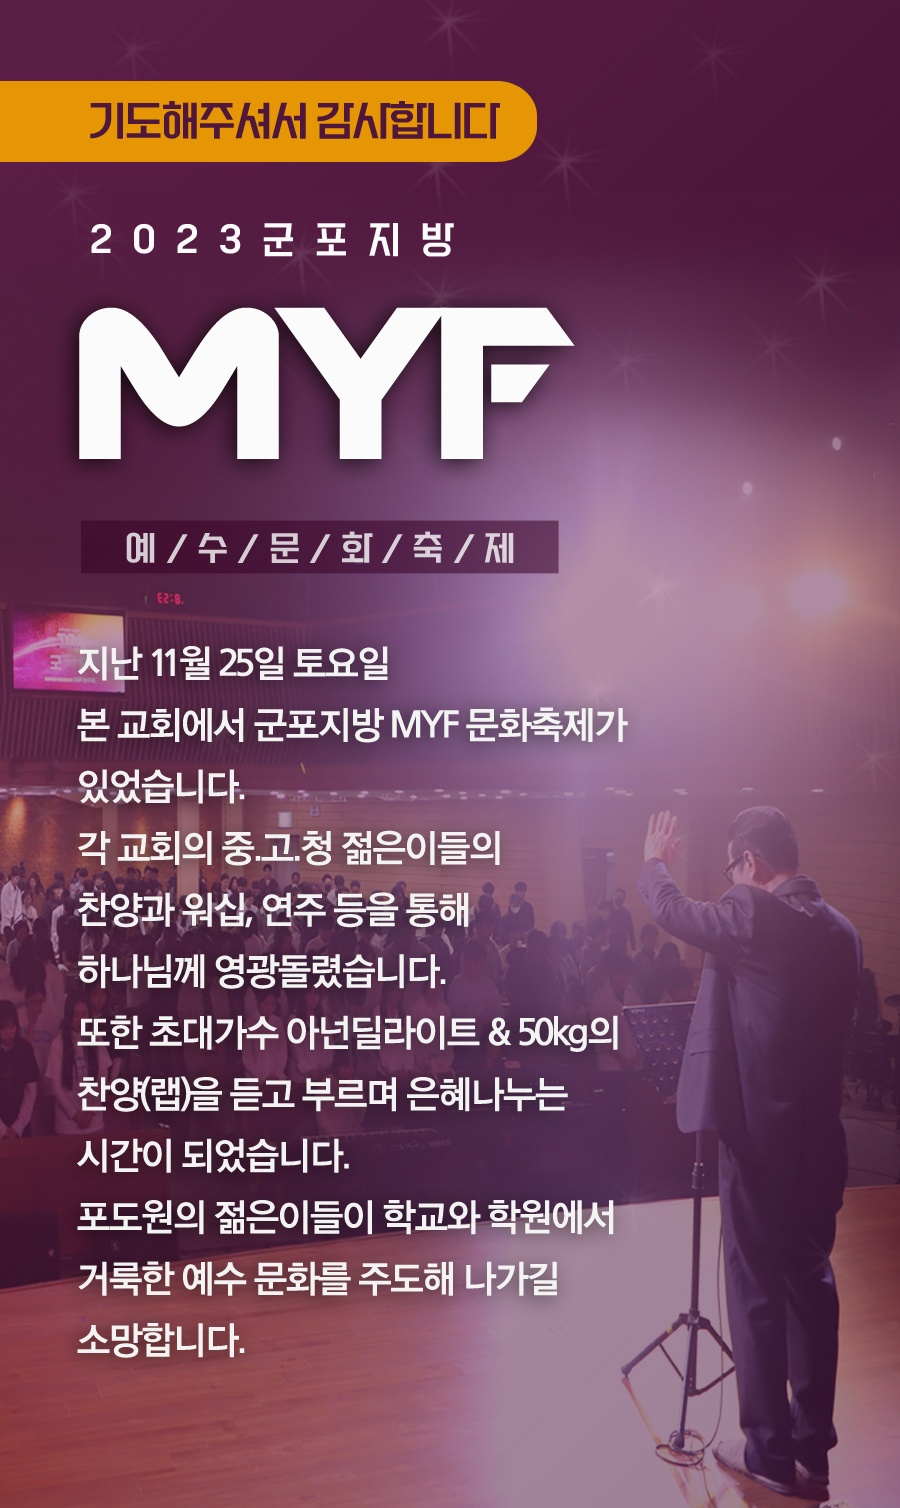 기도해주셔서 감사합니다
2023군포지방
MYF
예/수/문/화/축/제
지난 11월 25일 토요일
본 교회에서 군포지방 MYF 문화축제가
있었습니다.
각 교회의 중.고.청 젊은이들의
찬양과 워십, 연주 등을 통해
하나님께 영광돌렸습니다.
또한 초대가수 아넌딜라이트 & 50kg의
찬양(랩)을 듣고 부르며 은혜나누는
시간이 되었습니다.
포도원의 젊은이들이 학교와 학원에서
거룩한 예수 문화를 주도해 나가길
소망합니다.